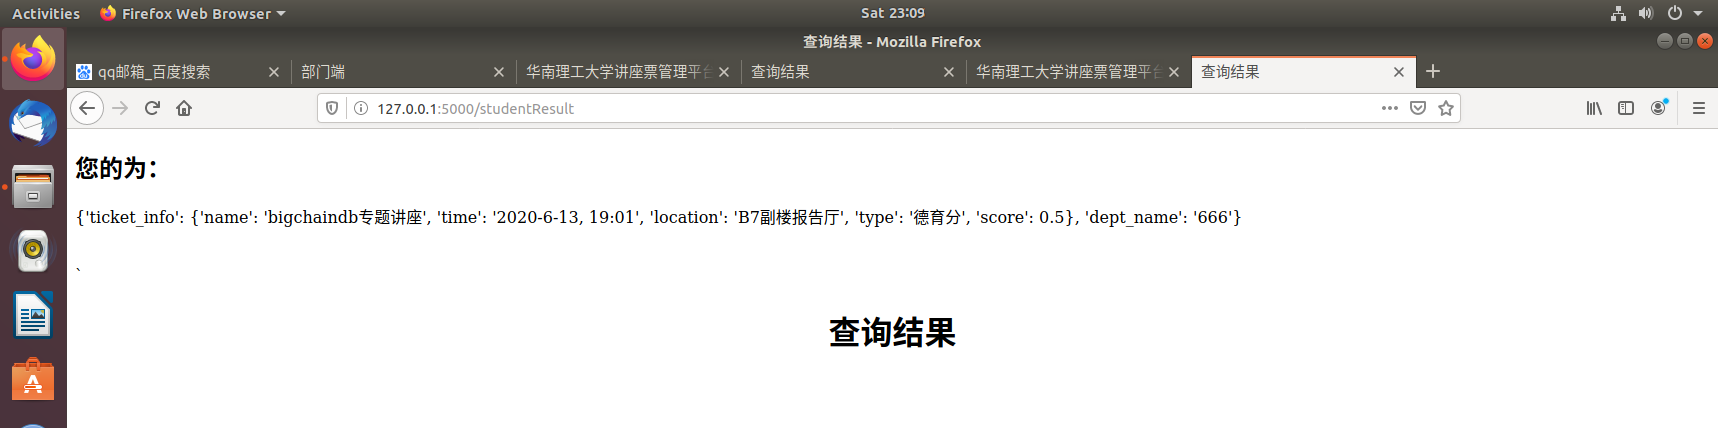 Activities
Firefox Web Browser
Sat 23:09
查询结果 - Mozilla Firefox
qq邮箱_百度搜索
部门端
华南理工大学讲座票管理平台
查询结果
华南理工大学讲座票管理平台
查询结果
127.0.0.1:5000/studentResult
您的为：
{'ticket_info': {'name': 'bigchaindb专题讲座', 'time': '2020-6-13, 19:01', 'location': 'B7副楼报告厅', 'type': '德育分', 'score': 0.5}, 'dept_name': '666'}
`
查询结果